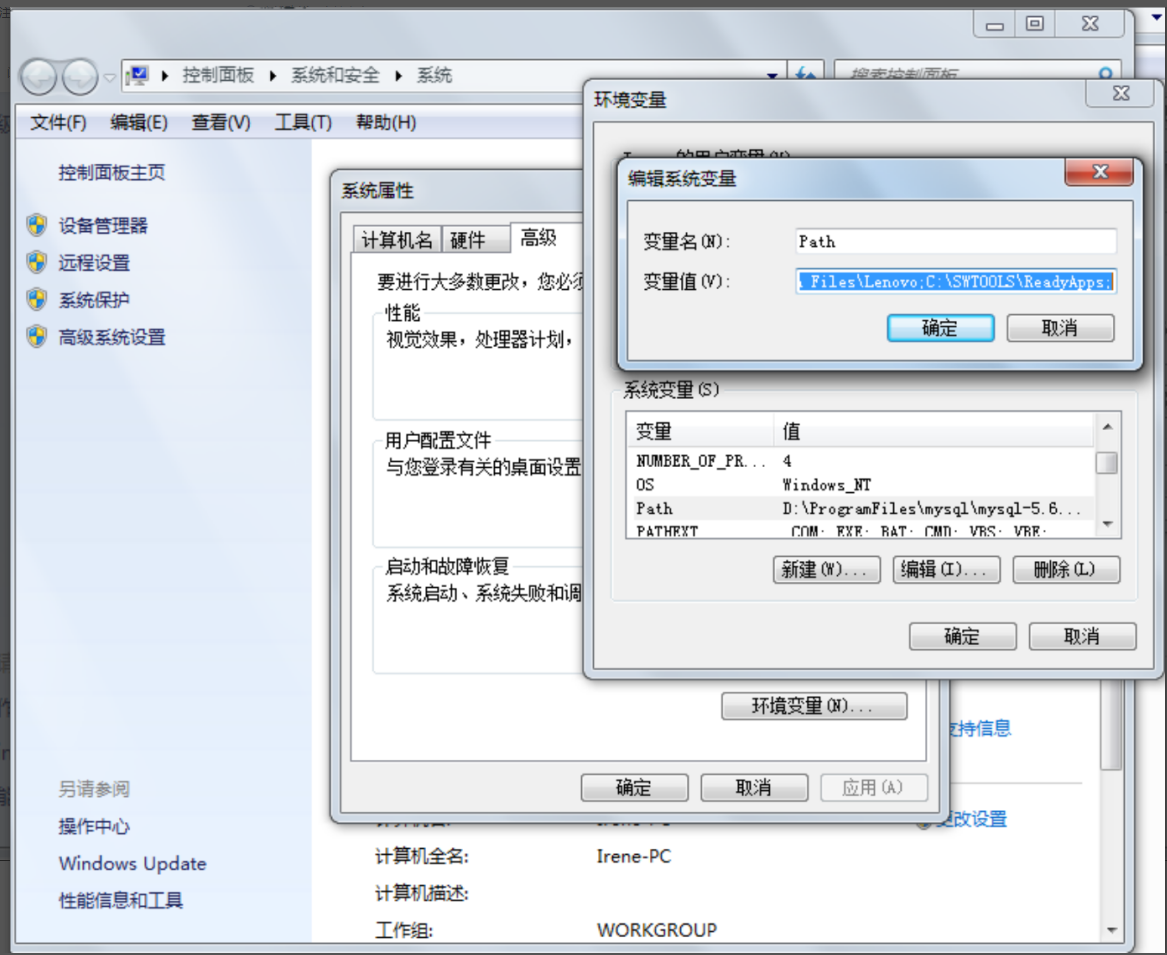 控制面板 系统和安全 系统
搜索控制面板
文件(F) 编辑(E) 查看(V) 工具(T) 帮助(H)
控制面板主页
设备管理器
远程设置
系统保护
高级系统设置
另请参阅
操作中心
Windows Update
性能信息和工具
系统属性
计算机名 硬件 高级
要进行大多数更改，您必须
性能
视觉效果，处理器计划，
用户配置文件
与您登录有关的桌面设置
启动和故障恢复
系统启动、系统失败和调
环境变量(N)...
确定 取消 应用(A)
环境变量
的用户变量(U)
编辑系统变量
变量名(N): Path
变量值(V): Files\Lenovo;C:\SWTOOLS\ReadyApps;
确定 取消
系统变量(S)
变量 值
NUMBER_OF_PR... 4
OS Windows_NT
Path D:\ProgramFiles\mysql\mysql-5.6...
PATHEXT .COM;.EXE;.BAT;.CMD;.VBS;.VBE;
新建(W)... 编辑(I)... 删除(L)
确定 取消
支持信息
更改设置
计算机全名: Irene-PC
计算机描述:
工作组: WORKGROUP